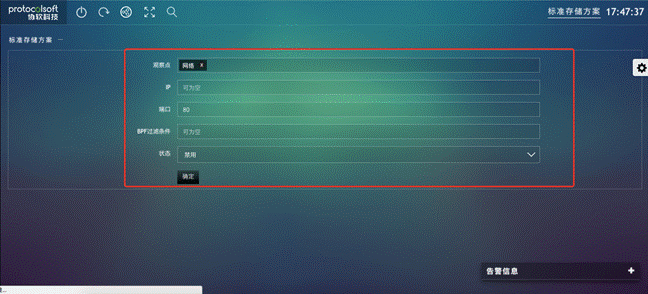 protocolsoft
协软科技
标准存储方案 17:47:37
标准存储方案
观察点 网络 x
IP 可为空
端口 80
BPF过滤条件 可为空
状态 禁用
确定
告警信息 +